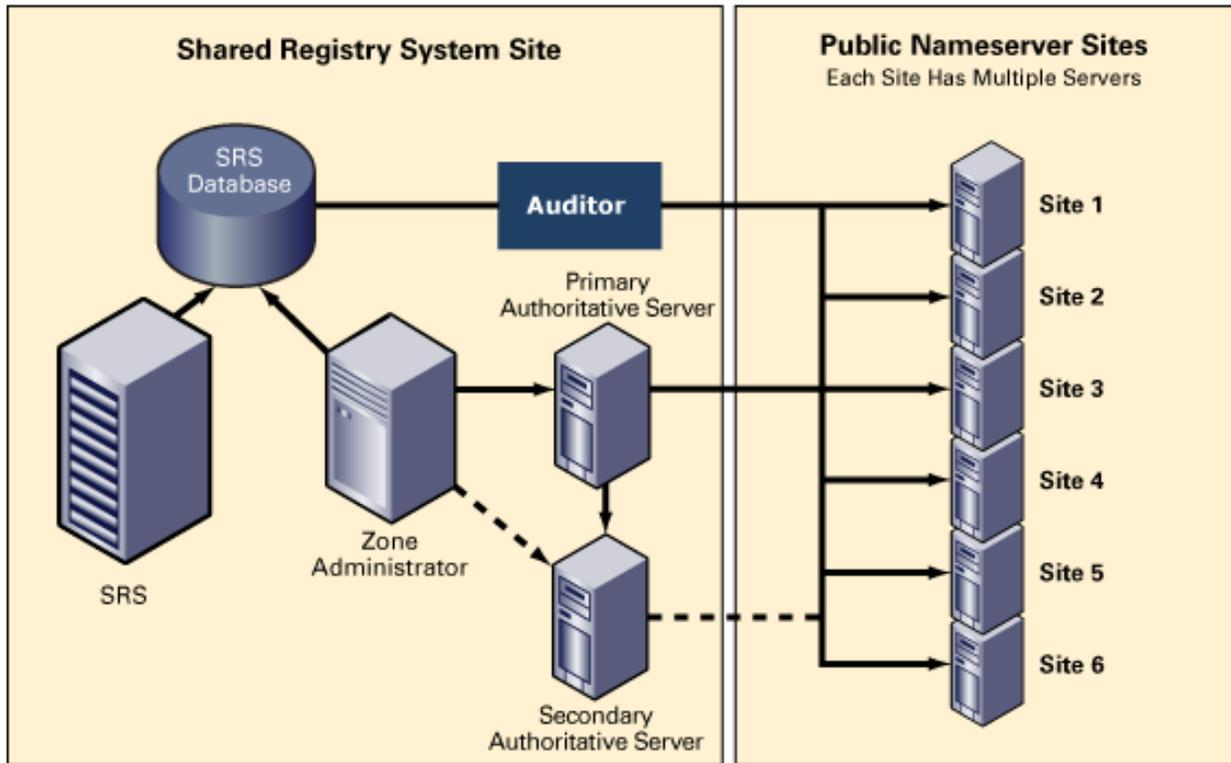 Shared Registry System Site
Public Nameserver Sites
Each Site Has Multiple Servers
SRS
Database
Auditor
Primary
Authoritative Server
Zone
Administrator
SRS
Secondary
Authoritative Server
Site 1
Site 2
Site 3
Site 4
Site 5
Site 6